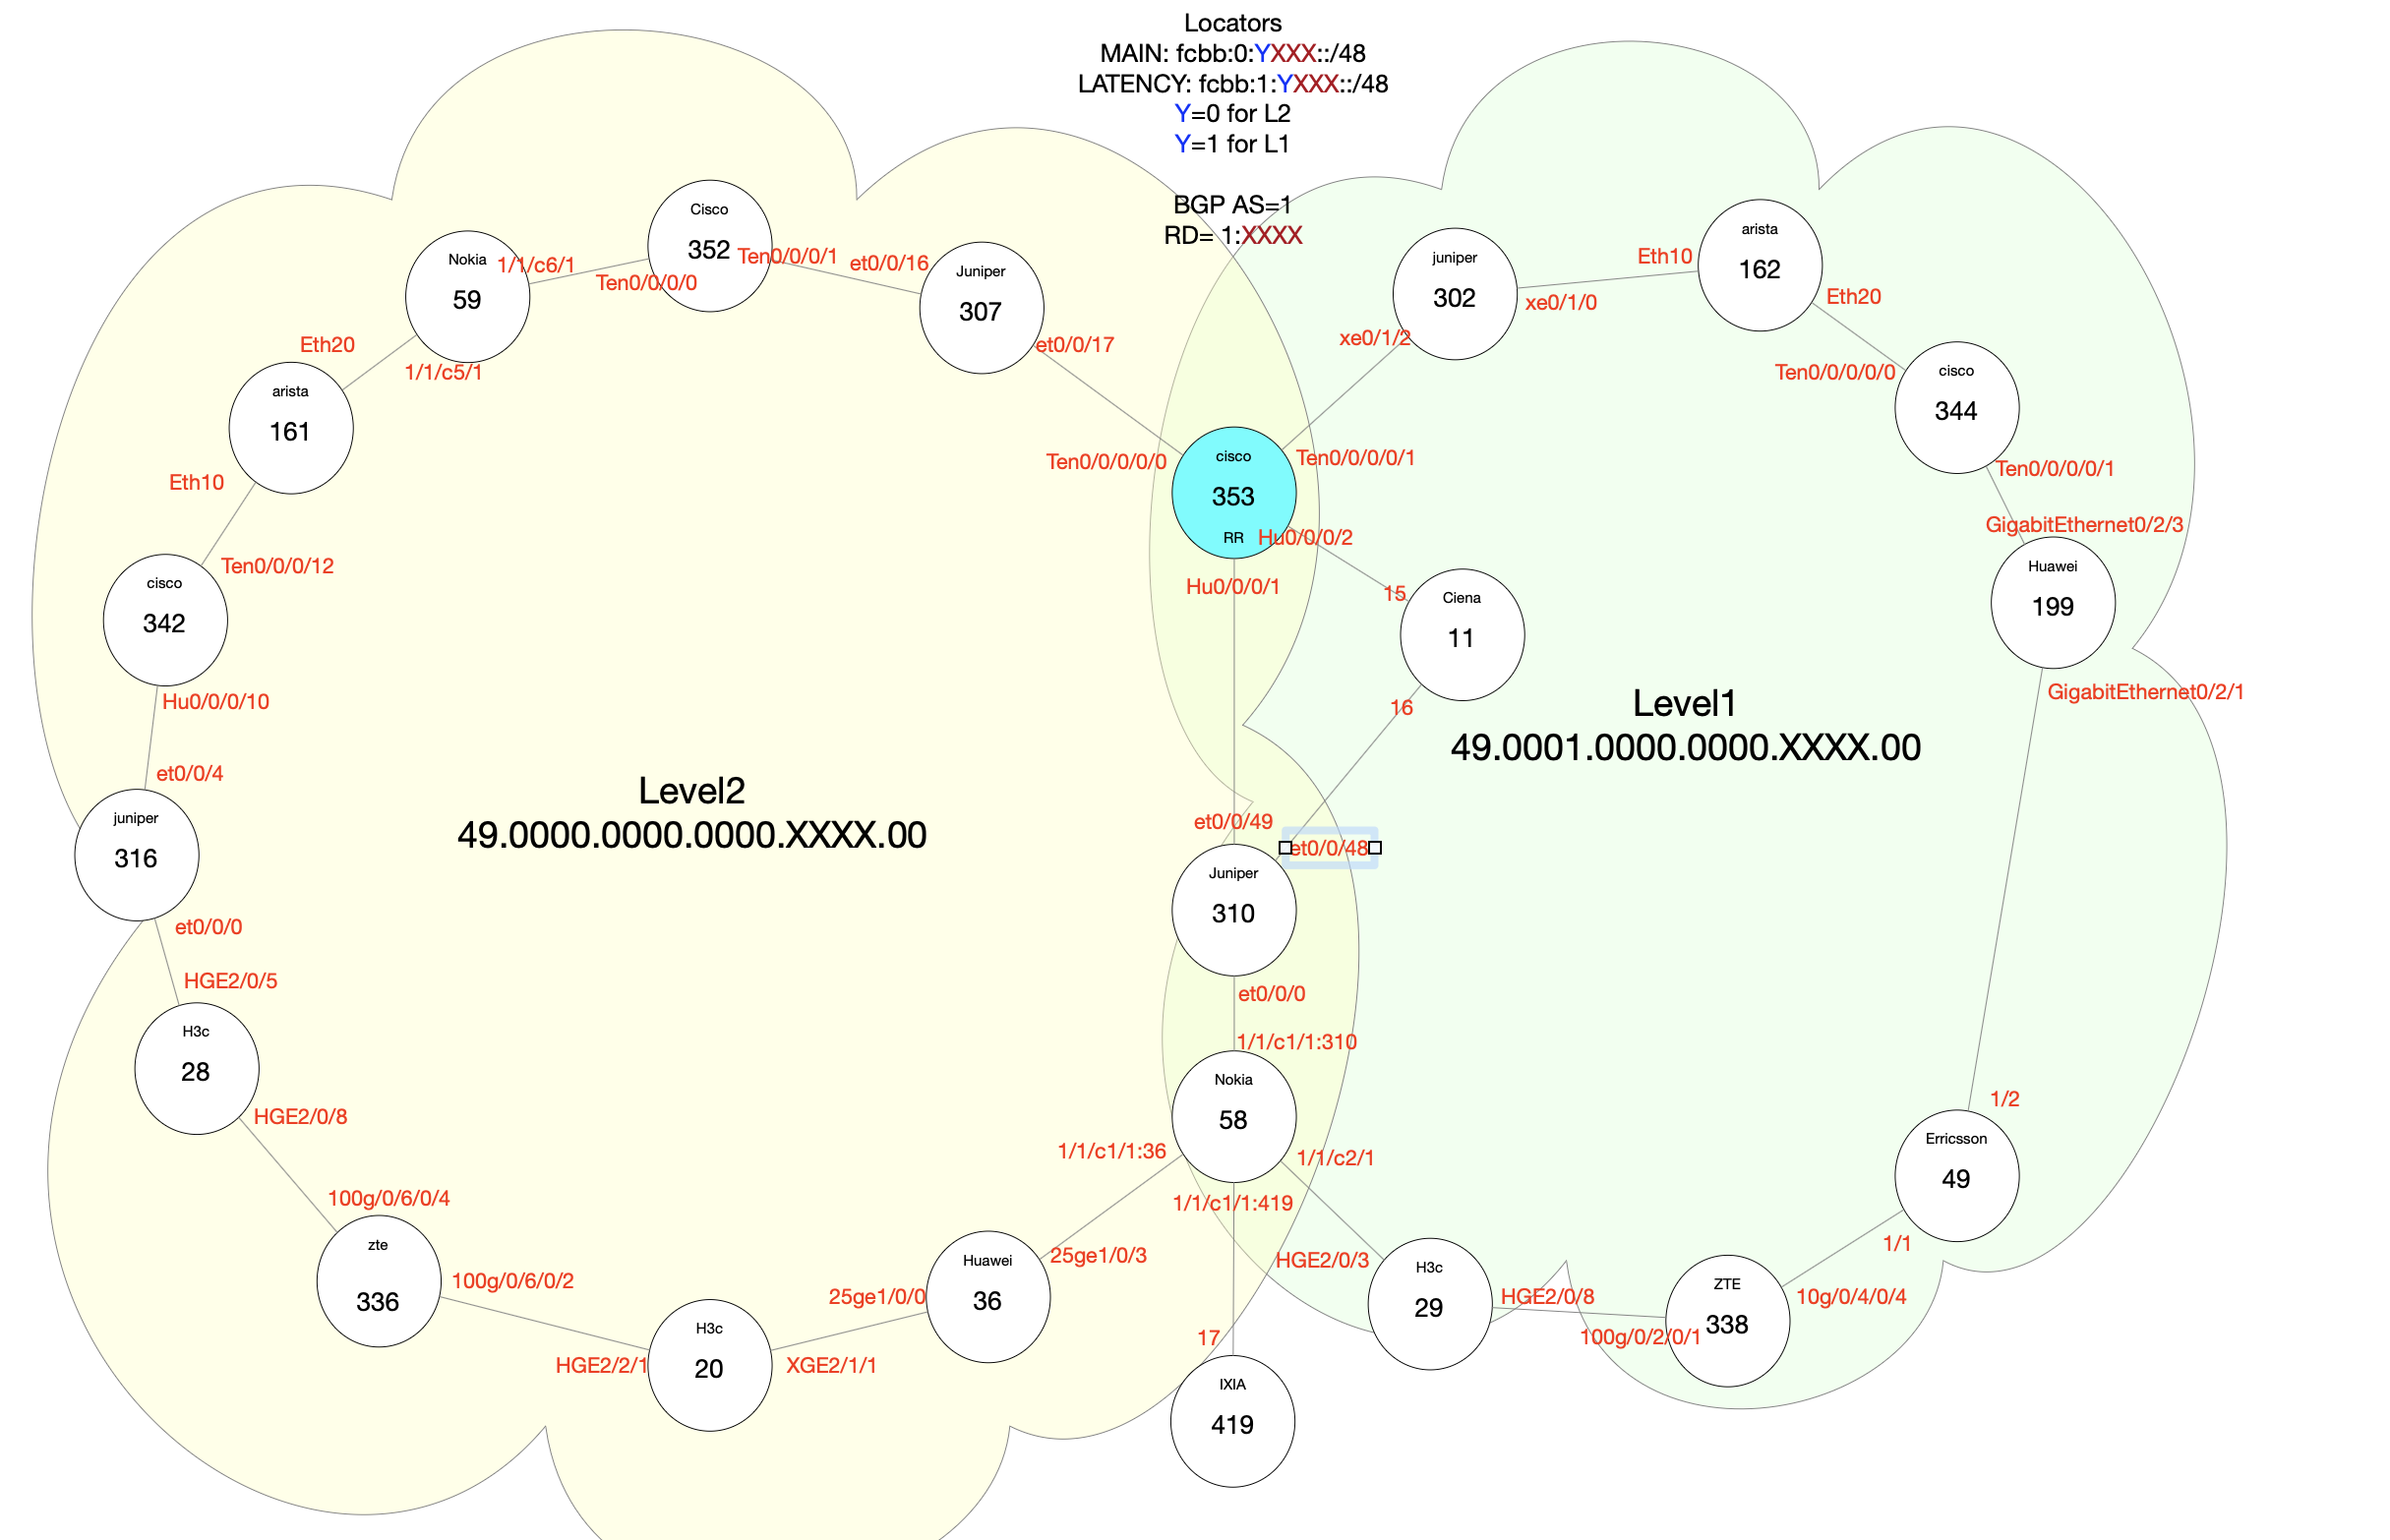 Locators
MAIN: fcbb:0:YXXX::/48
LATENCY: fcbb:1:YXXX::/48
Y=0 for L2
Y=1 for L1
BGP AS=1
RD= 1:XXXX
Cisco
352
Ten0/0/0/0
Ten0/0/0/1
Nokia
59
1/1/c6/1
1/1/c5/1
et0/0/16
Juniper
307
et0/0/17
Eth20
arista
161
Eth10
Ten0/0/0/12
cisco
342
Hu0/0/0/10
et0/0/4
juniper
316
et0/0/0
HGE2/0/5
H3c
28
HGE2/0/8
100g/0/6/0/4
zte
336
100g/0/6/0/2
HGE2/2/1
H3c
20
XGE2/1/1
25ge1/0/0
Huawei
36
25ge1/0/3
Level2
49.0000.0000.0000.XXXX.00
Ten0/0/0/0/0
cisco
353
RR
Ten0/0/0/0/1
Hu0/0/0/2
Hu0/0/0/1
15
Ciena
11
16
et0/0/49
et0/0/48
Juniper
310
et0/0/0
1/1/c1/1:310
Nokia
58
1/1/c1/1:36
1/1/c2/1
1/1/c1/1:419
17
IXIA
419
juniper
302
xe0/1/2
xe0/1/0
Eth10
arista
162
Eth20
Ten0/0/0/0/0
cisco
344
Ten0/0/0/0/1
GigabitEthernet0/2/3
Huawei
199
GigabitEthernet0/2/1
Level1
49.0001.0000.0000.XXXX.00
1/2
Erricsson
49
1/1
10g/0/4/0/4
ZTE
338
100g/0/2/0/1
HGE2/0/8
H3c
29
HGE2/0/3